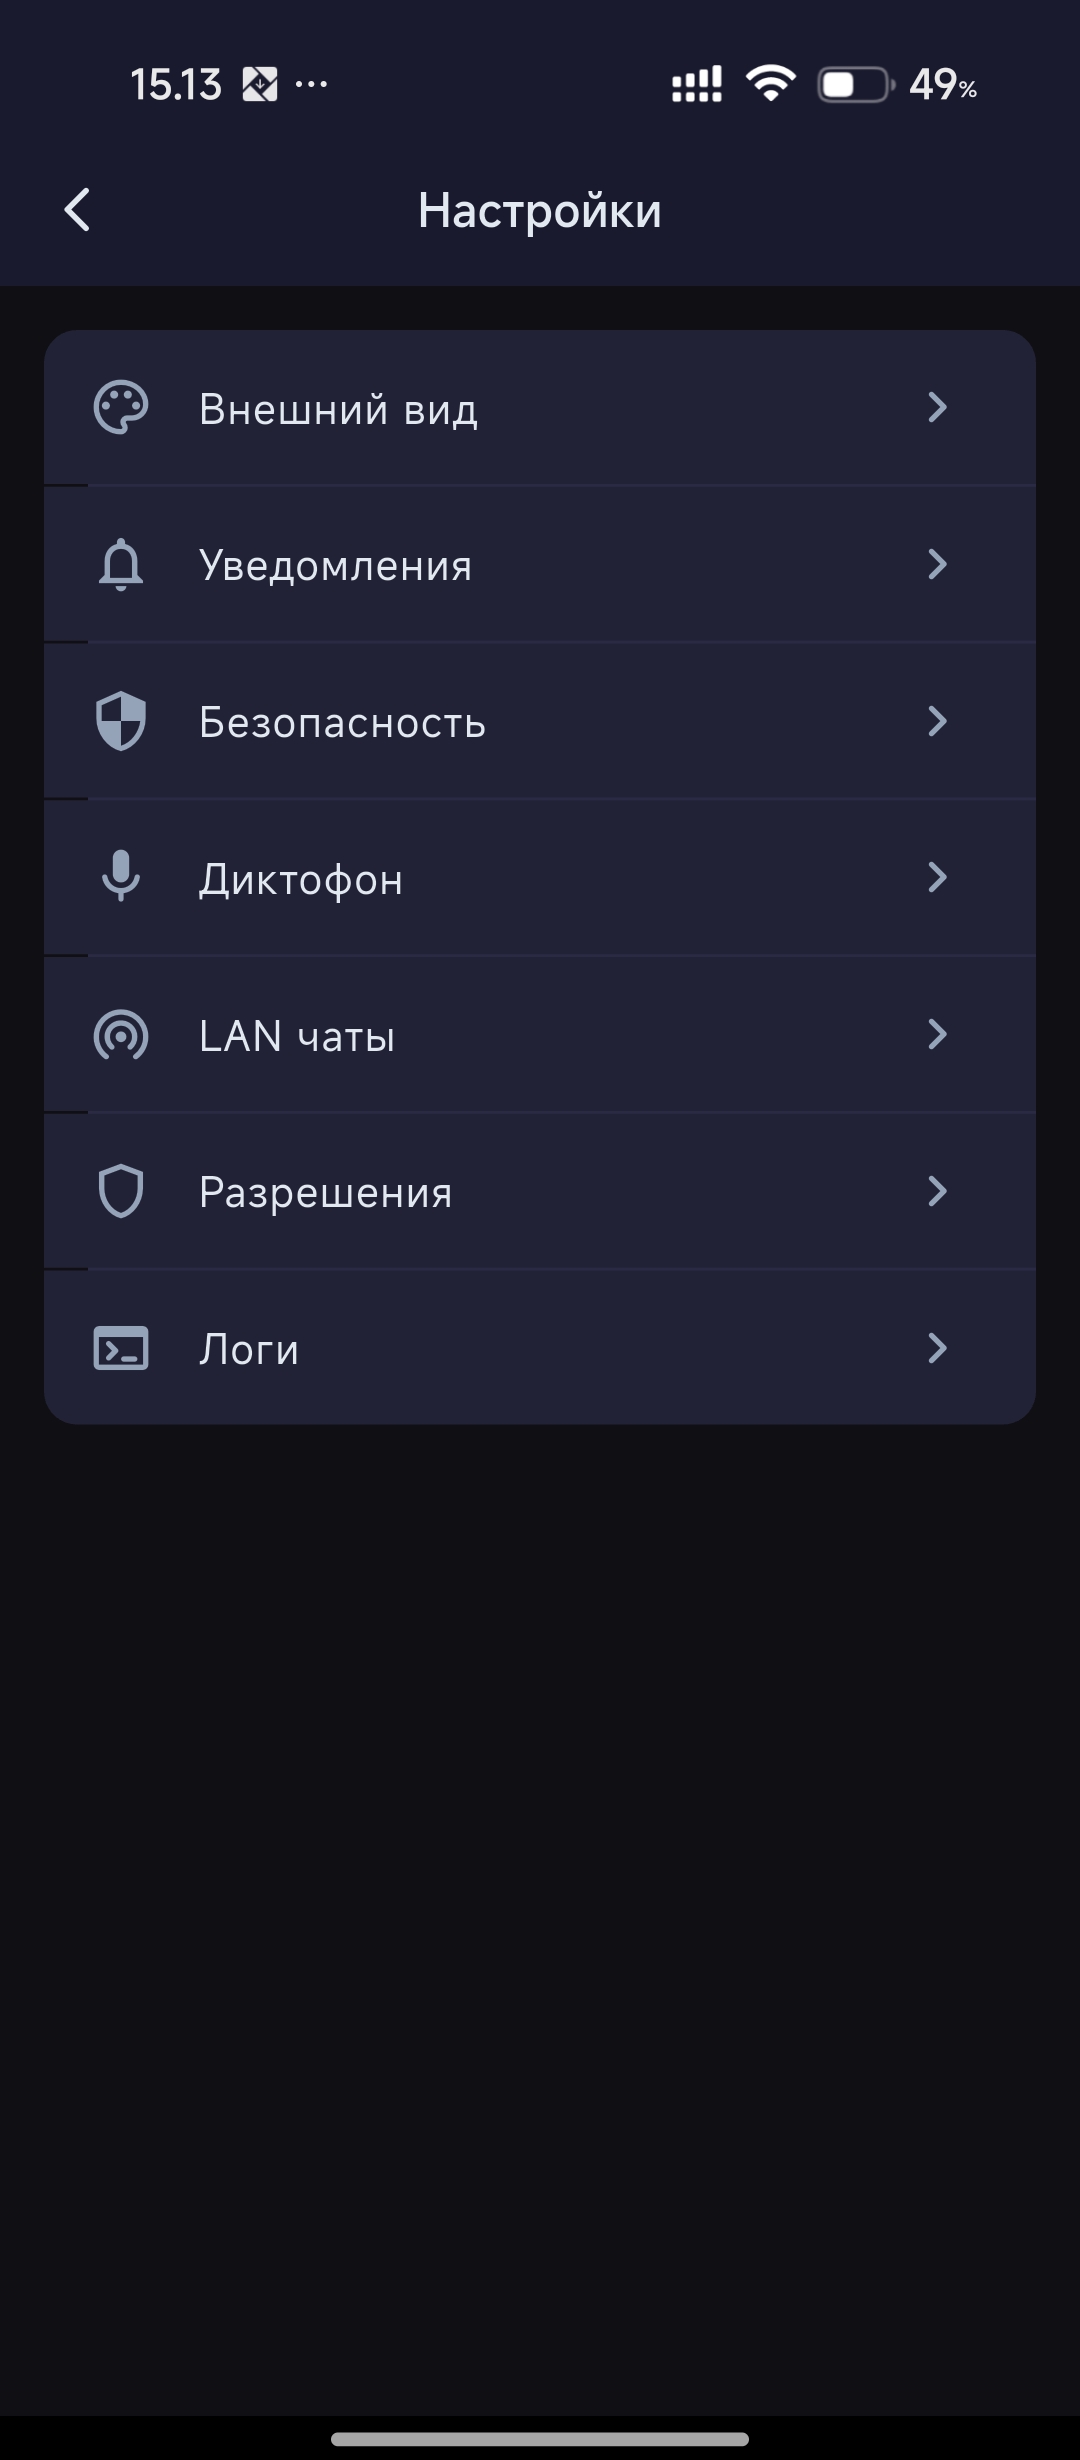 15.13 ... 49%
Настройки
Внешний вид
Уведомления
Безопасность
Диктофон
LAN чаты
Разрешения
Логи